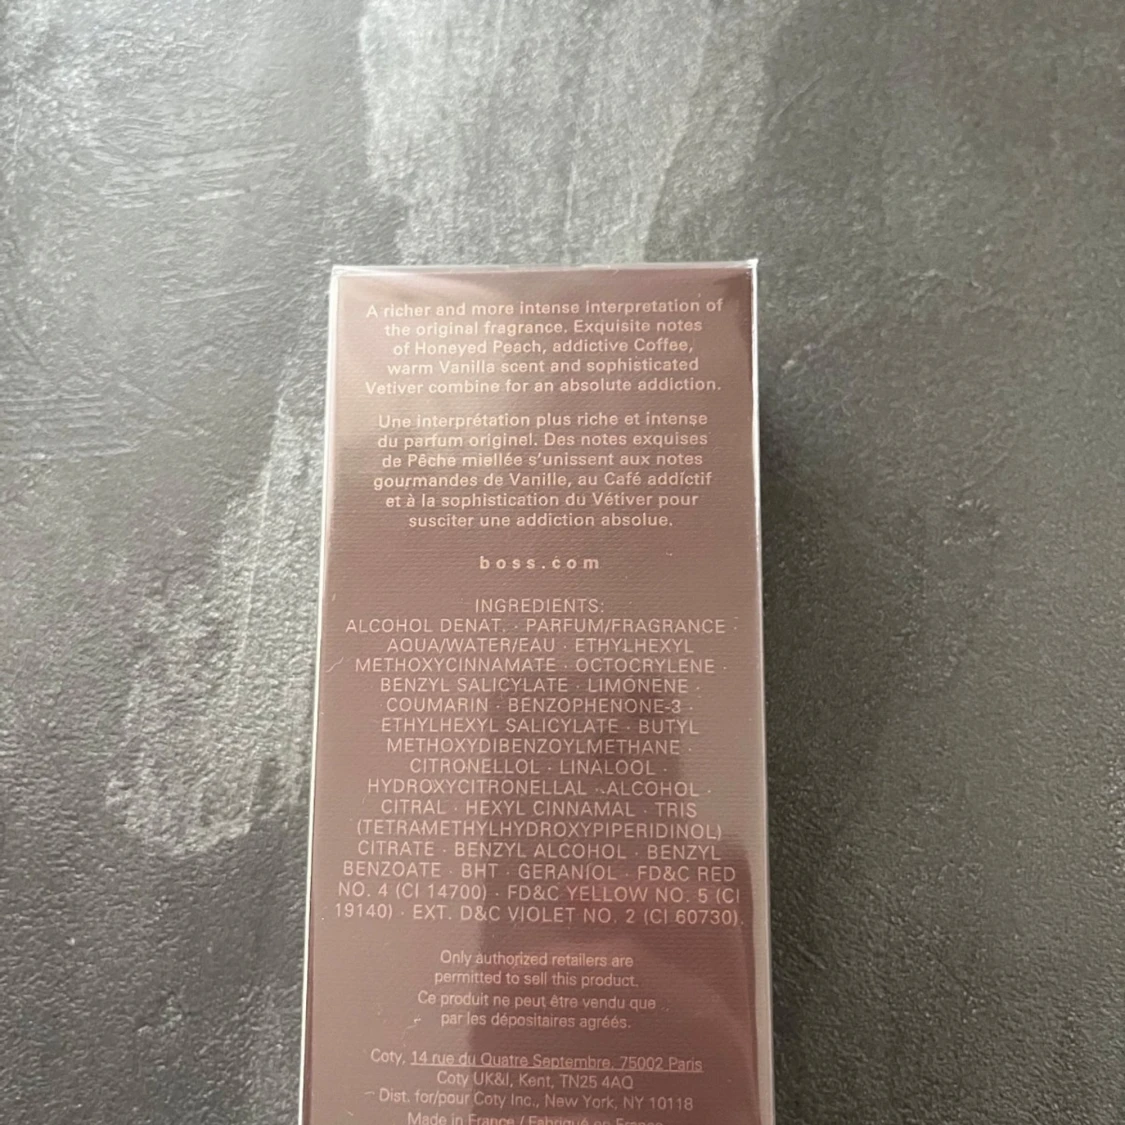 A richer and more intense interpretation of
the original fragrance. Exquisite notes
of Honeyed Peach, addictive Coffee,
warm Vanilla scent and sophisticated
Vetiver combine for an absolute addiction.
Une interprétation plus riche et intense
du parfum originel. Des notes exquises
de Pêche miellée s'unissent aux notes
gourmandes de Vanille, au Café addictif
et à la sophistication du Vétiver pour
susciter une addiction absolue.
boss.com
INGREDIENTS:
ALCOHOL DENAT. · PARFUM/FRAGRANCE ·
AQUA/WATER/EAU · ETHYLHEXYL
METHOXYCINNAMATE · OCTOCRYLENE ·
BENZYL SALICYLATE · LIMONENE ·
COUMARIN · BENZOPHENONE-3 ·
ETHYLHEXYL SALICYLATE · BUTYL
METHOXYDIBENZOYLMETHANE ·
CITRONELLOL · LINALOOL ·
HYDROXYCITRONELLAL · ALCOHOL ·
CITRAL · HEXYL CINNAMAL · TRIS
(TETRAMETHYLHYDROXYPIPERIDINOL)
CITRATE · BENZYL ALCOHOL · BENZYL
BENZOATE · BHT · GERANIOL · FD&C RED
NO. 4 (CI 14700) · FD&C YELLOW NO. 5 (CI
19140) · EXT. D&C VIOLET NO. 2 (CI 60730).
Only authorized retailers are
permitted to sell this product.
Ce produit ne peut être vendu que
par les dépositaires agréés.
Coty, 14 rue du Quatre Septembre, 75002 Paris
Coty UK&I, Kent, TN25 4AQ
Dist. for/pour Coty Inc., New York, NY 10118
Made in France / Fabriqué en France